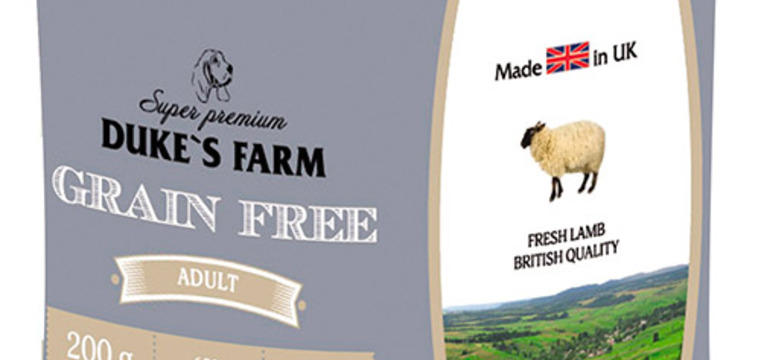 Super premium
DUKE`S FARM
GRAIN FREE
ADULT
200 g
Made in UK
FRESH LAMB
BRITISH QUALITY